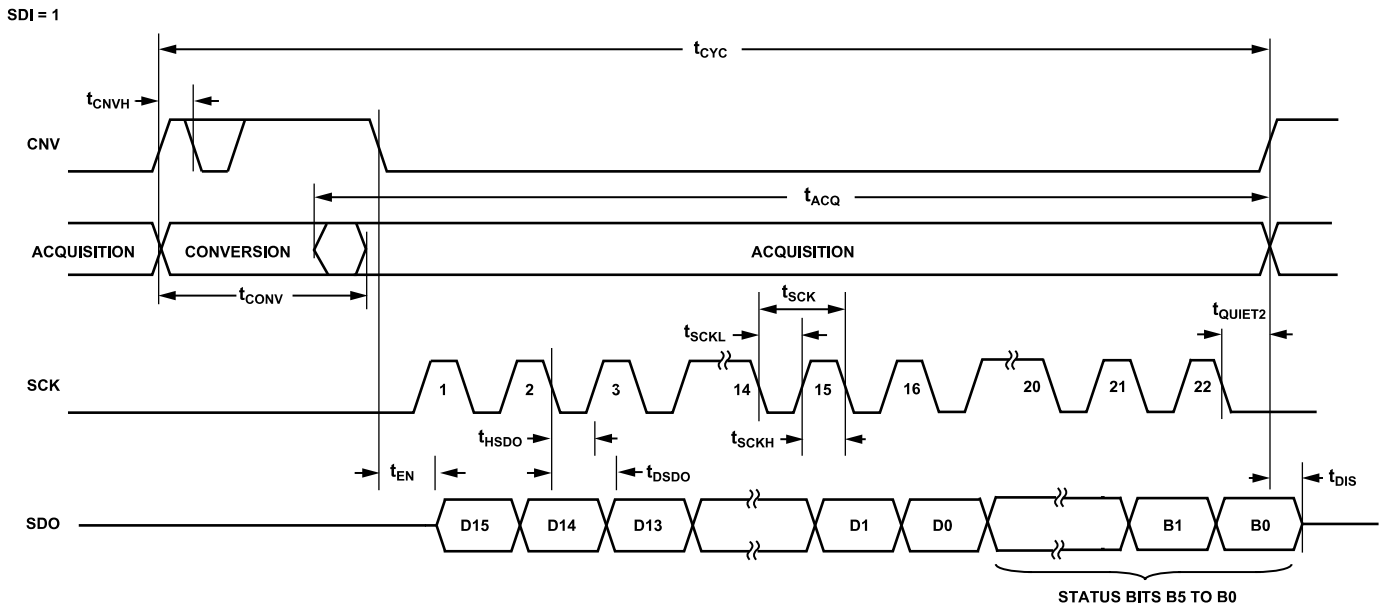 SDI = 1
tCYC
tCNVH
CNV
tACQ
ACQUISITION CONVERSION ACQUISITION
tCONV
tSCK
tQUIET2
tSCKL
SCK 1 2 3 14 15 16 20 21 22
tHSDO
tSCKH
tEN
tDSDO
tDIS
SDO D15 D14 D13 D1 D0 B1 B0
STATUS BITS B5 TO B0